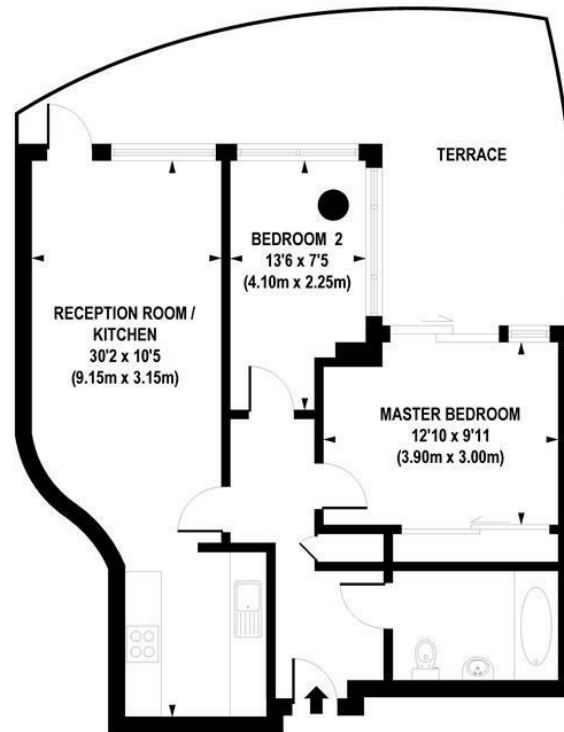 TERRACE
BEDROOM 2
13'6 x 7'5
(4.10m x 2.25m)
RECEPTION ROOM /
KITCHEN
30'2 x 10'5
(9.15m x 3.15m)
MASTER BEDROOM
12'10 x 9'11
(3.90m x 3.00m)